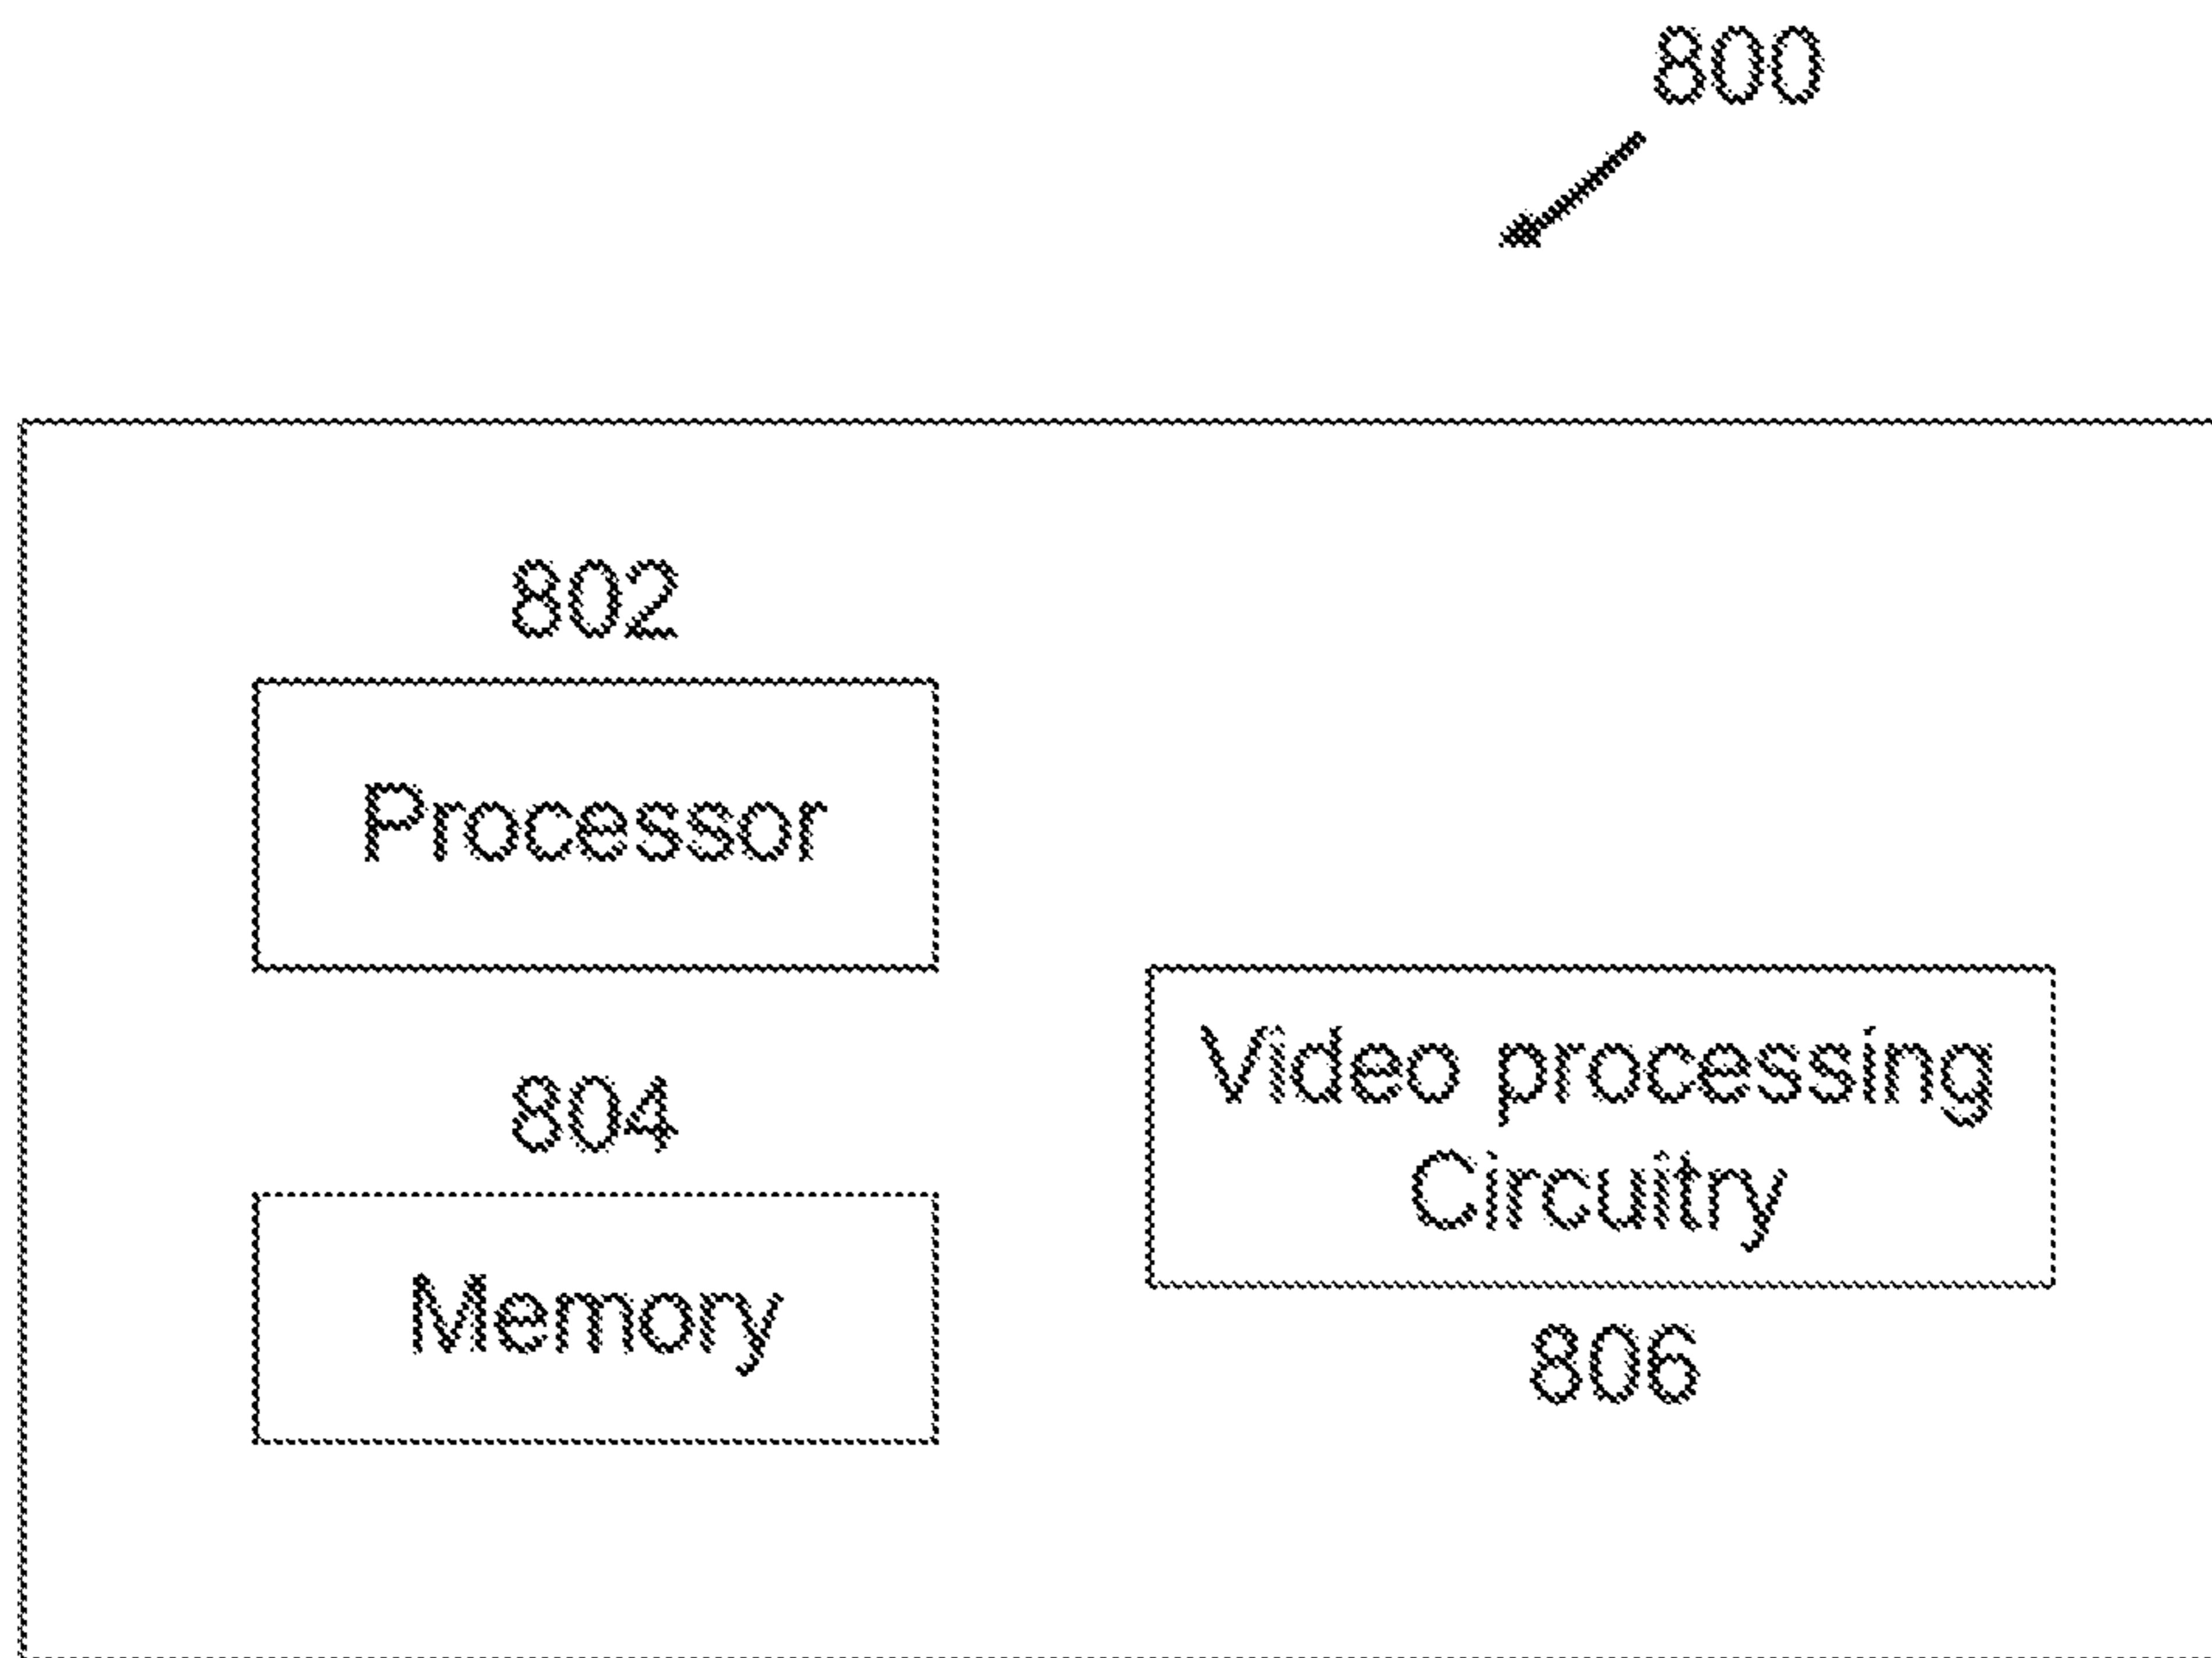 800
802
Processor
804
Memory
Video processing
Circuitry
806